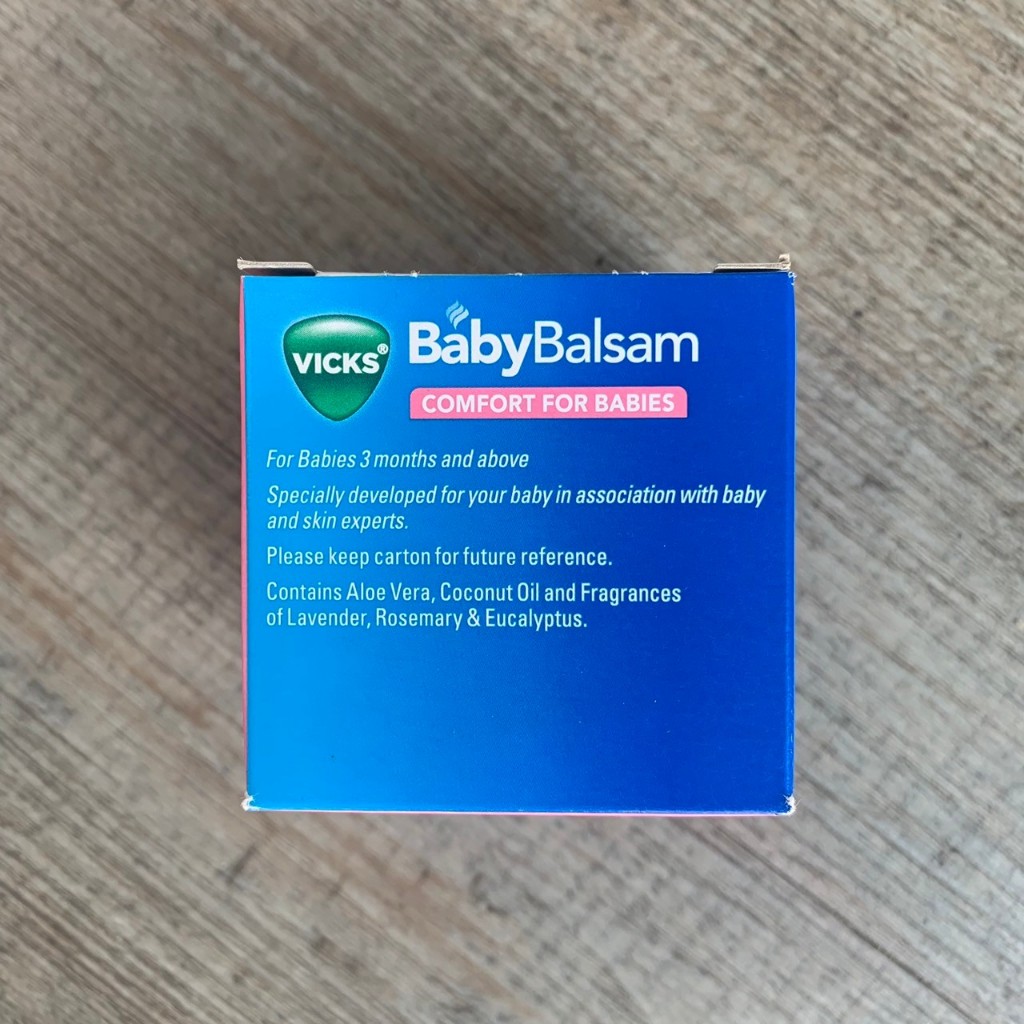 VICKS®
BabyBalsam
COMFORT FOR BABIES
For Babies 3 months and above
Specially developed for your baby in association with baby
and skin experts.
Please keep carton for future reference.
Contains Aloe Vera, Coconut Oil and Fragrances
of Lavender, Rosemary & Eucalyptus.